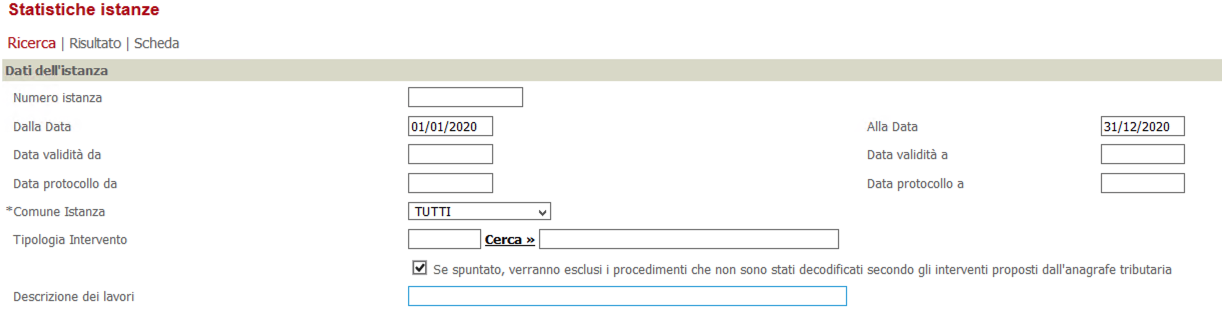 Statistiche istanze
Ricerca | Risultato | Scheda
Dati dell'istanza
Numero istanza
Dalla Data 01/01/2020 Alla Data 31/12/2020
Data validità da Data validità a
Data protocollo da Data protocollo a
*Comune Istanza TUTTI
Tipologia Intervento Cerca »
Se spuntato, verranno esclusi i procedimenti che non sono stati decodificati secondo gli interventi proposti dall'anagrafe tributaria
Descrizione dei lavori